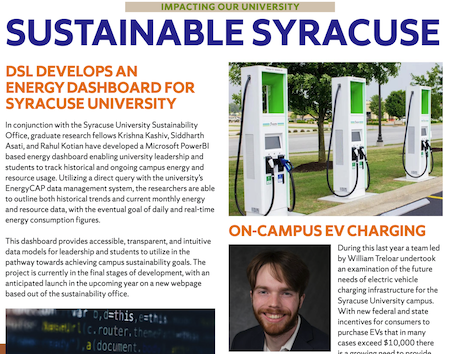 IMPACTING OUR UNIVERSITY
SUSTAINABLE SYRACUSE
DSL DEVELOPS AN
ENERGY DASHBOARD FOR
SYRACUSE UNIVERSITY
In conjunction with the Syracuse University Sustainability
Office, graduate research fellows Krishna Kashiv, Siddharth
Asati, and Rahul Kotian have developed a Microsoft PowerBI
based energy dashboard enabling university leadership and
students to track historical and ongoing campus energy and
resource usage. Utilizing a direct query with the university's
EnergyCAP data management system, the researchers are able
to outline both historical trends and current monthly energy
and resource data, with the eventual goal of daily and real-time
energy consumption figures.
This dashboard provides accessible, transparent, and intuitive
data models for leadership and students to utilize in the
pathway towards achieving campus sustainability goals. The
project is currently in the final stages of development, with an
anticipated launch in the upcoming year on a new webpage
based out of the sustainability office.
ON-CAMPUS EV CHARGING
During this last year a team led
by William Treloar undertook
an examination of the future
needs of electric vehicle
charging infrastructure for the
Syracuse University campus.
With new federal and state
incentives for consumers to
purchase EVs that in many
cases exceed $10,000 there
is a growing need to provide